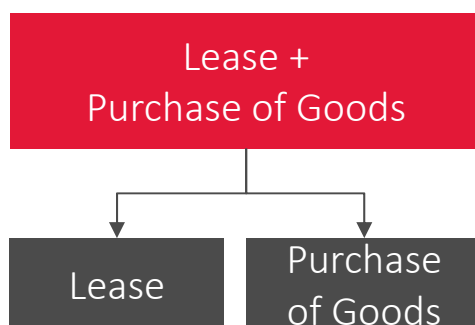 Lease +
Purchase of Goods
Lease
Purchase
of Goods